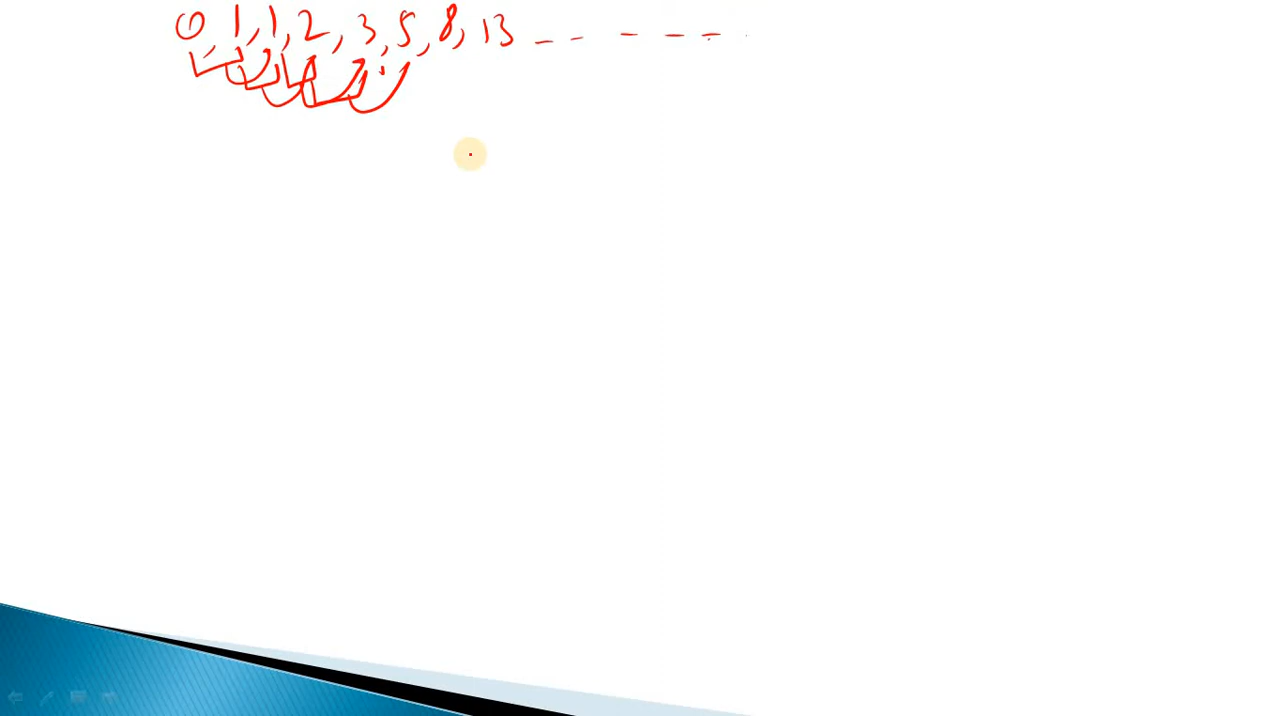 0, 1, 1, 2, 3, 5, 8, 13 _ _ _ _ _